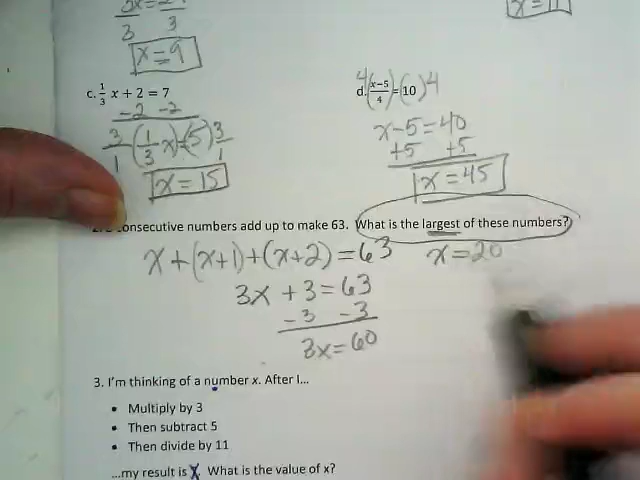 3 3
x=9
x=11
c. 1/3 x + 2 = 7
-2 -2
3/1 (1/3 x)=(5) 3/1
x=15
d. 4(x-5/4)=(10)4
x-5=40
+5 +5
x=45
consecutive numbers add up to make 63. What is the largest of these numbers?
x+(x+1)+(x+2)=63 x=20
3x +3=63
-3 -3
3x=60
3. I'm thinking of a number x. After I...
• Multiply by 3
• Then subtract 5
• Then divide by 11
...my result is X. What is the value of x?